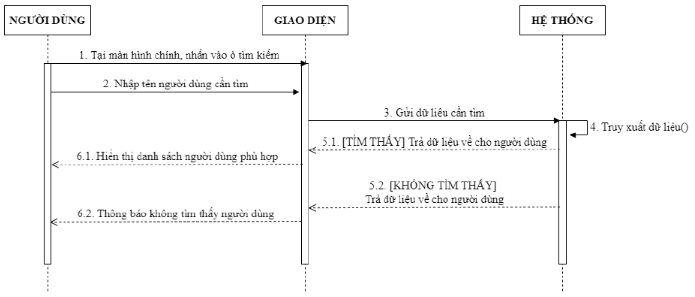 NGƯỜI DÙNG
GIAO DIỆN
HỆ THỐNG
1. Tại màn hình chính, nhấn vào ô tìm kiếm
2. Nhập tên người dùng cần tìm
3. Gửi dữ liệu cần tìm
4. Truy xuất dữ liệu()
5.1. [TÌM THẤY] Trả dữ liệu về cho người dùng
6.1. Hiển thị danh sách người dùng phù hợp
5.2. [KHÔNG TÌM THẤY]
Trả dữ liệu về cho người dùng
6.2. Thông báo không tìm thấy người dùng